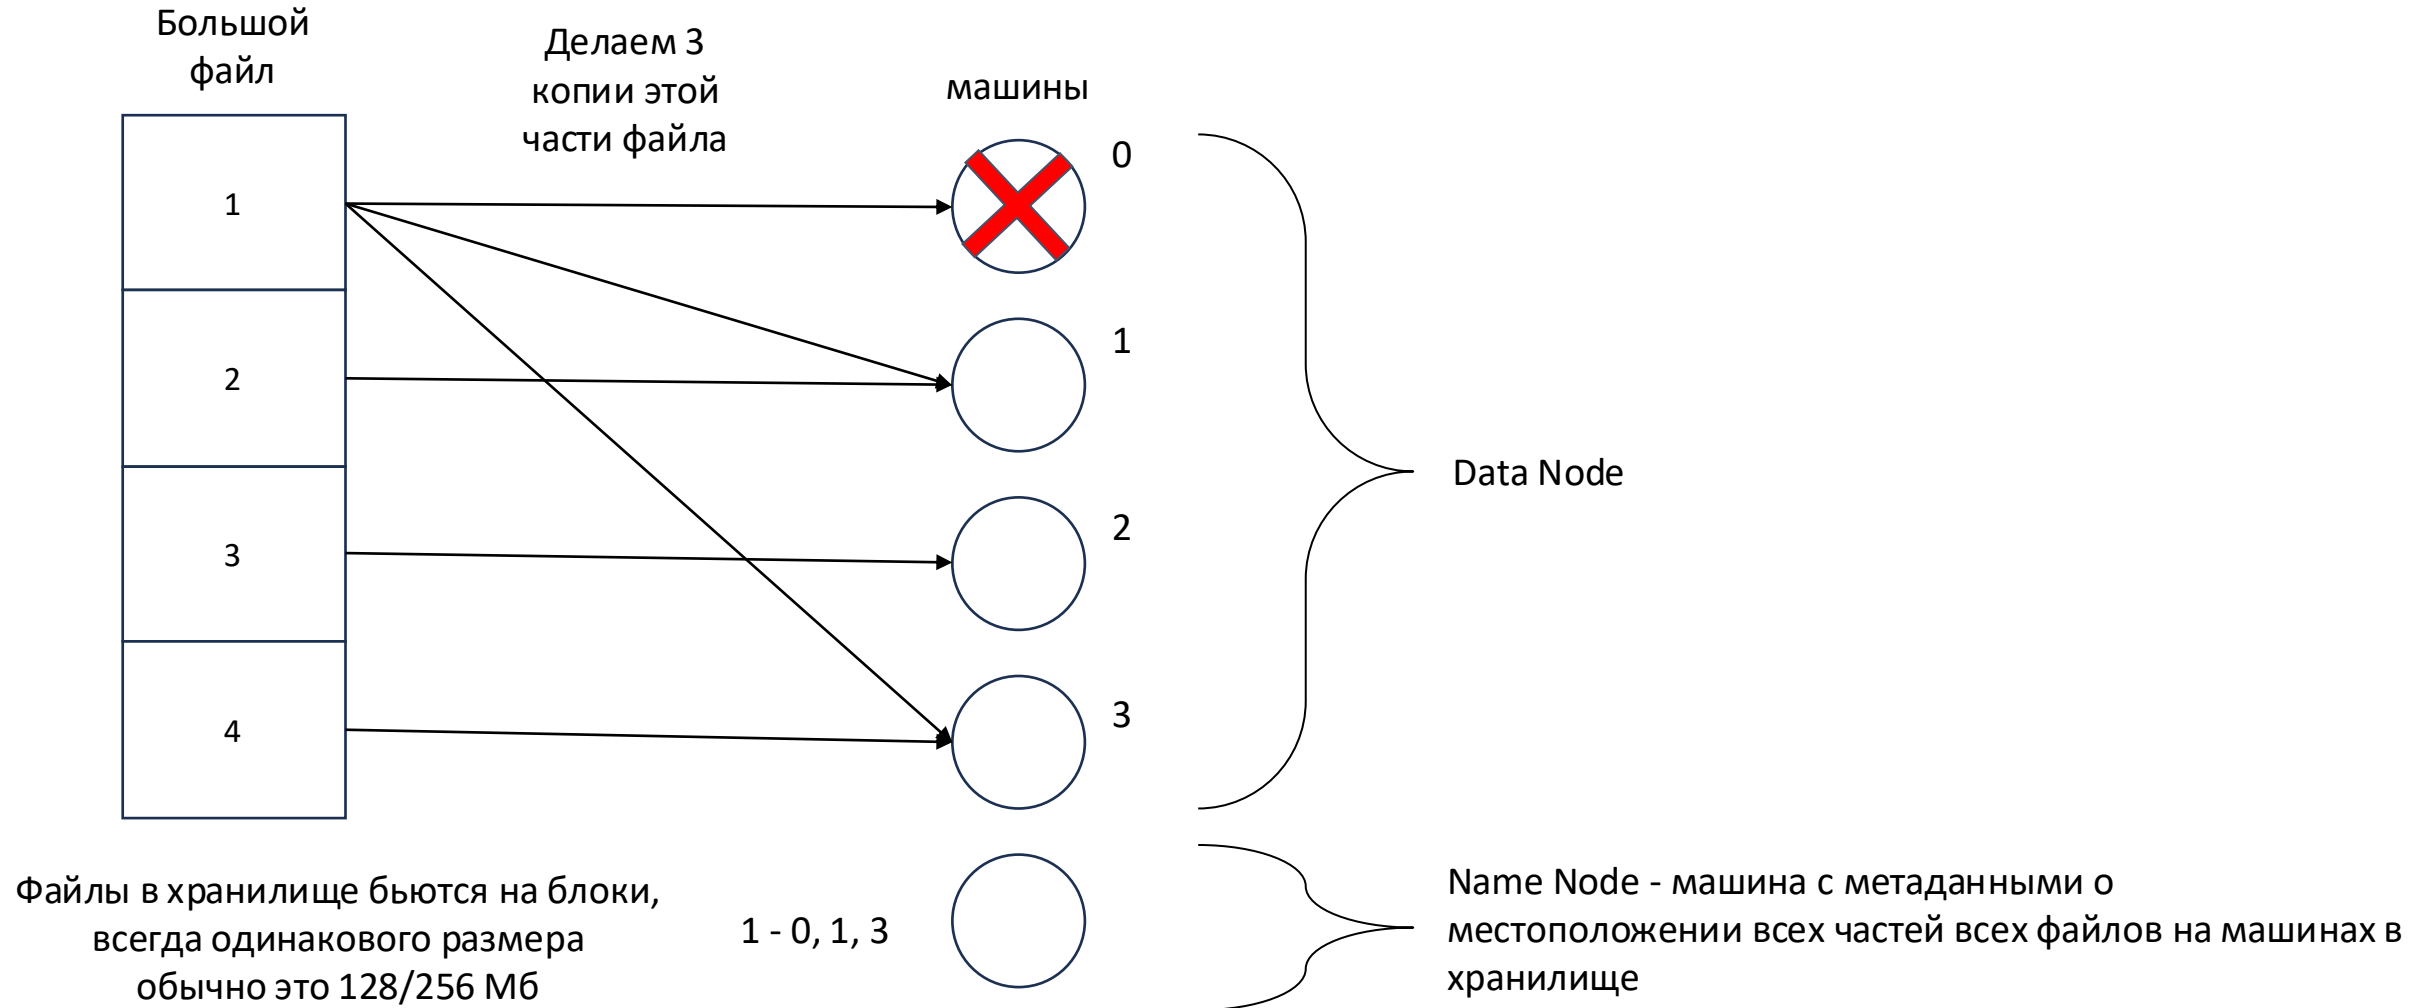 Большой
файл
Делаем 3
копии этой
части файла
машины
0
1
1
2
2
3
3
4
Data Node
Файлы в хранилище бьются на блоки,
всегда одинакового размера
обычно это 128/256 Мб
1 - 0, 1, 3
Name Node - машина с метаданными о
местоположении всех частей всех файлов на машинах в
хранилище